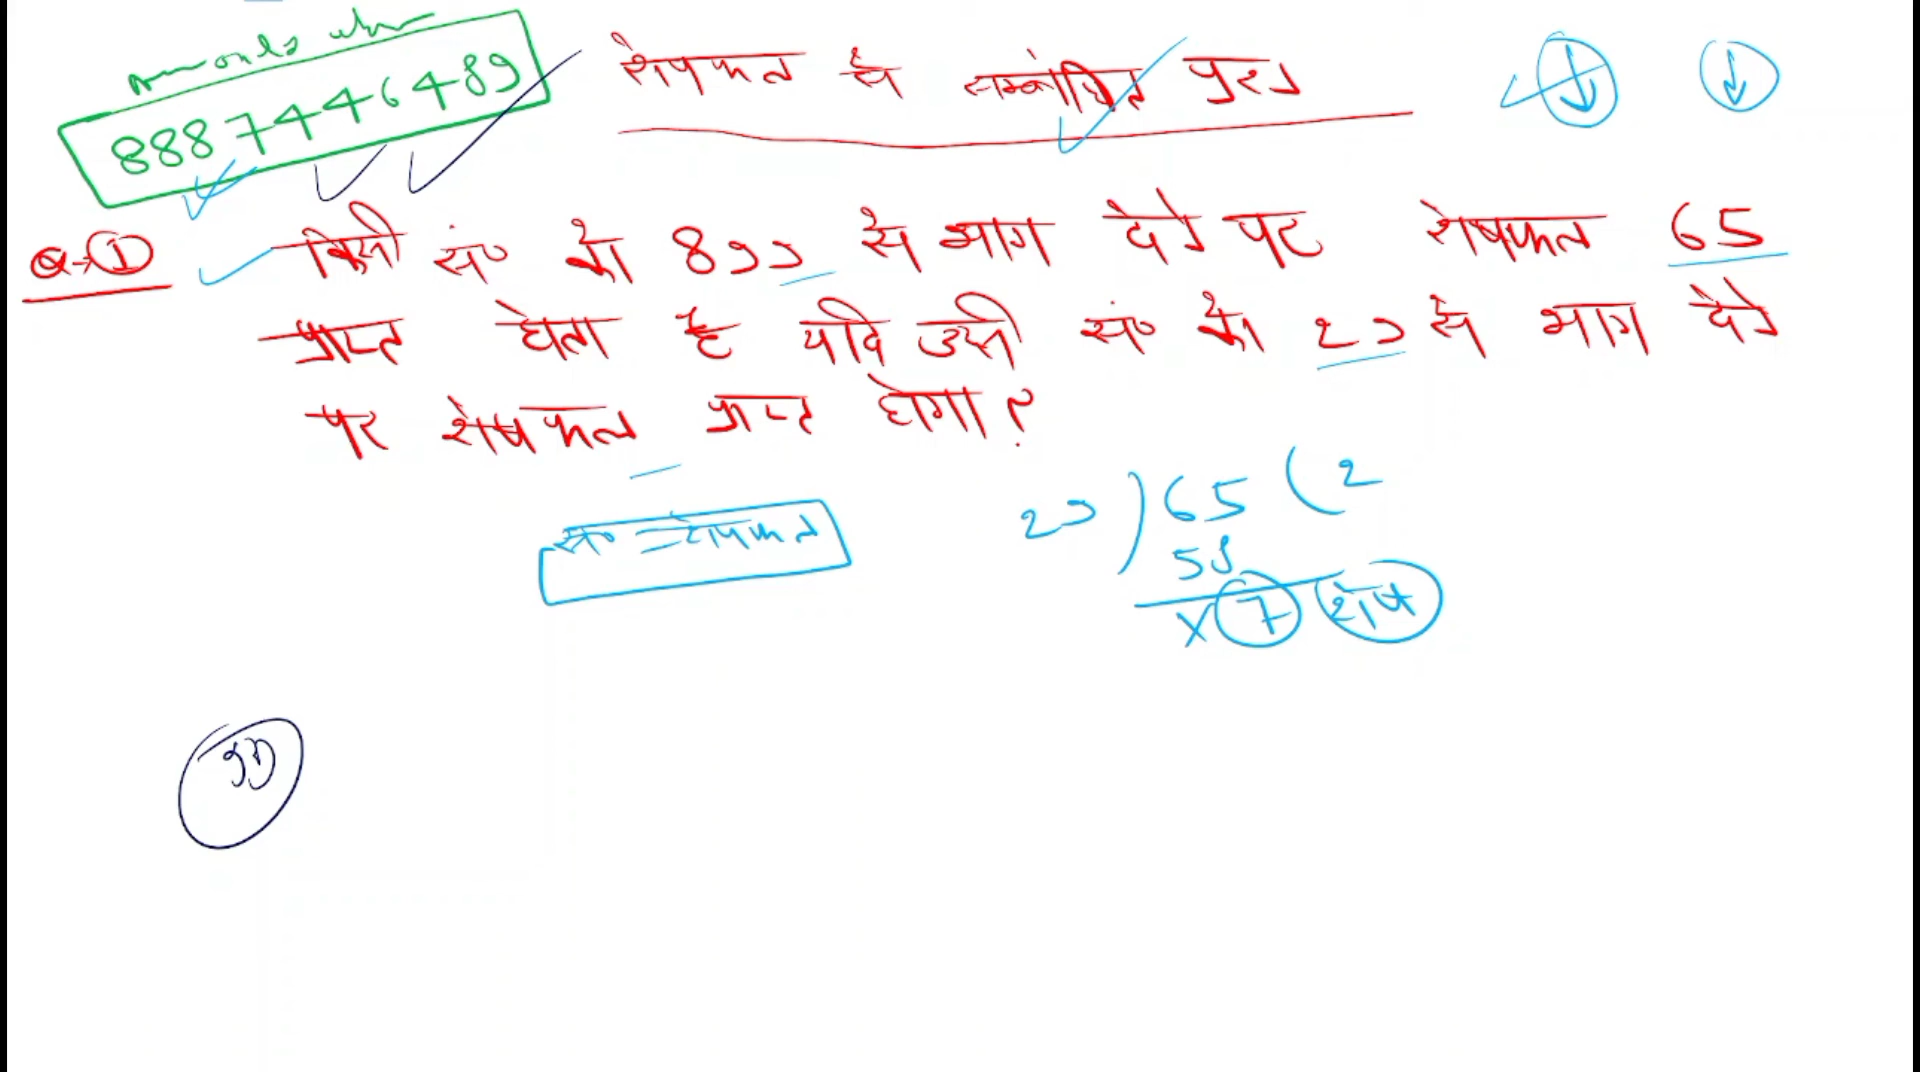 8887446489
शेषफल से सम्बंधित प्रश्न
Q→① किसी सं० को 899 से भाग देने पर शेषफल 65
प्राप्त होता है यदि उसी सं० को 29 से भाग देने
पर शेषफल प्राप्त होगा?
सं० = शेषफल
29 ) 65 ( 2
58
× 7 शेष